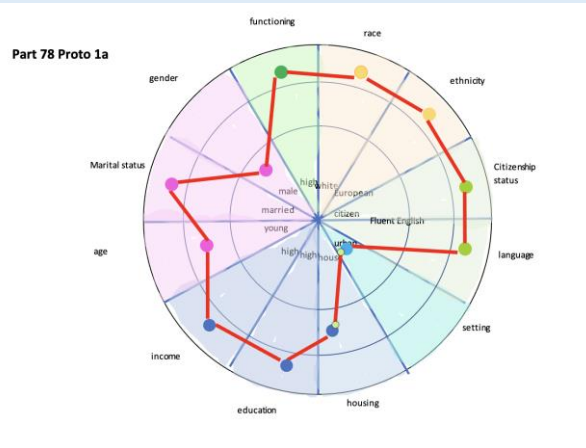 functioning
race
Part 78 Proto 1a
gender
ethnicity
Marital status
Citizenship
status
high
white
male
European
married
citizen
Fluent English
young
urban
high
high
hous
age
language
setting
income
housing
education